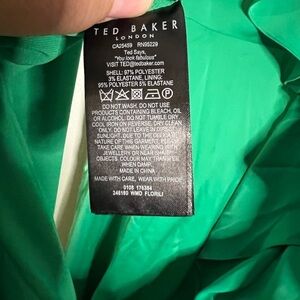 TED BAKER
LONDON
CA25459 RN95229
Ted Says,
"You look fabulous"
VISIT TED@tedbaker.com
SHELL: 97% POLYESTER
3% ELASTANE, LINING:
95% POLYESTER 5% ELASTANE
DO NOT WASH. DO NOT USE
PRODUCTS CONTAINING BLEACH, OIL
OR ALCOHOL. DO NOT TUMBLE DRY
COOL IRON ON REVERSE, DRY CLEAN
ONLY. DO NOT LEAVE IN DIRECT
SUNLIGHT. DUE TO THE DELICATE
NATURE OF THIS GARMENT, PLEASE
TAKE CARE WHEN WEARING WITH
JEWELLERY OR NEAR SHARP
OBJECTS. COLOUR MAY TRANSFER
WHEN DAMP.
MADE IN CHINA
MADE WITH CARE, WEAR WITH PRIDE
0105 176384
246180 WMD FLORILI